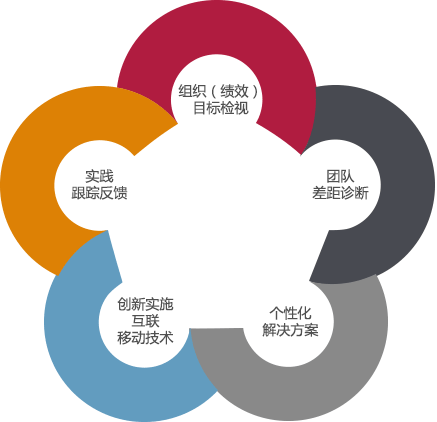 组织（绩效）
目标检视
团队
差距诊断
个性化
解决方案
创新实施
互联
移动技术
实践
跟踪反馈